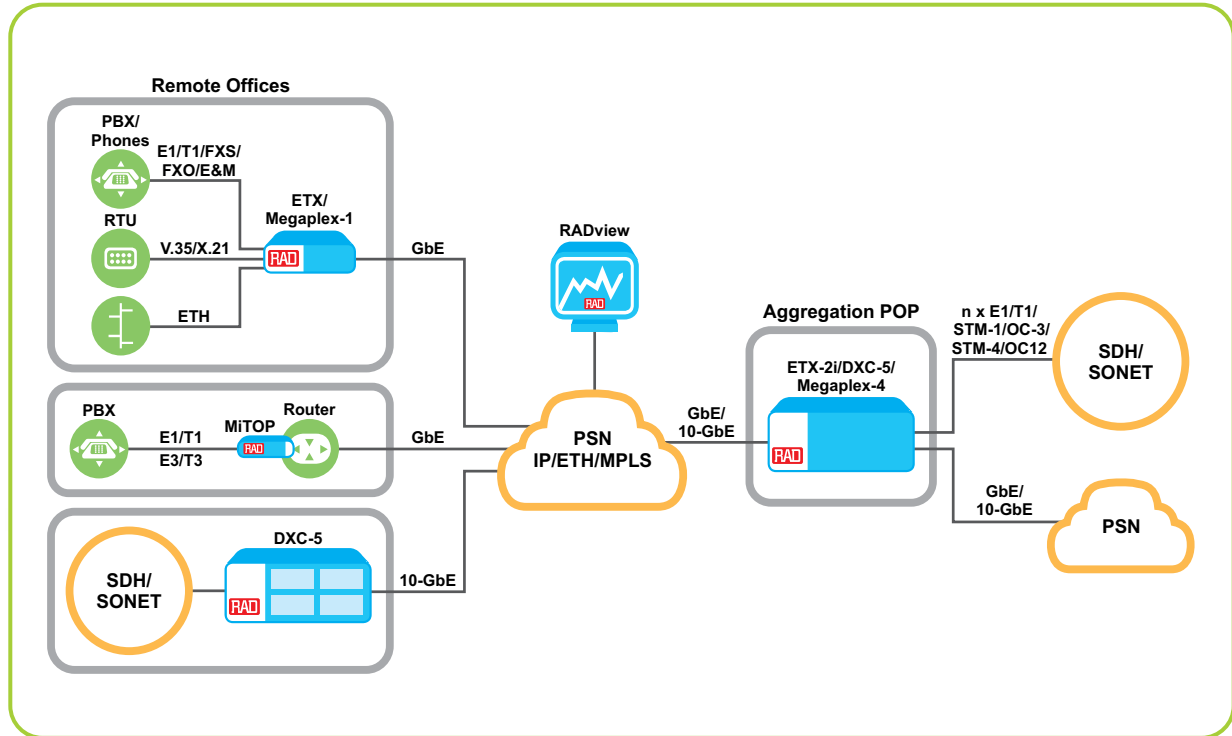 Remote Offices
PBX/
Phones
E1/T1/FXS/
FXO/E&M
ETX/
Megaplex-1
RTU
V.35/X.21
RAD
GbE
ETH
RADview
RAD
Aggregation POP
n x E1/T1/
STM-1/OC-3/
STM-4/OC12
SDH/
SONET
ETX-2i/DXC-5/
Megaplex-4
PBX
E1/T1
E3/T3
MiTOP
RAD
Router
GbE
PSN
IP/ETH/MPLS
GbE/
10-GbE
RAD
GbE/
10-GbE
PSN
DXC-5
SDH/
SONET
RAD
10-GbE